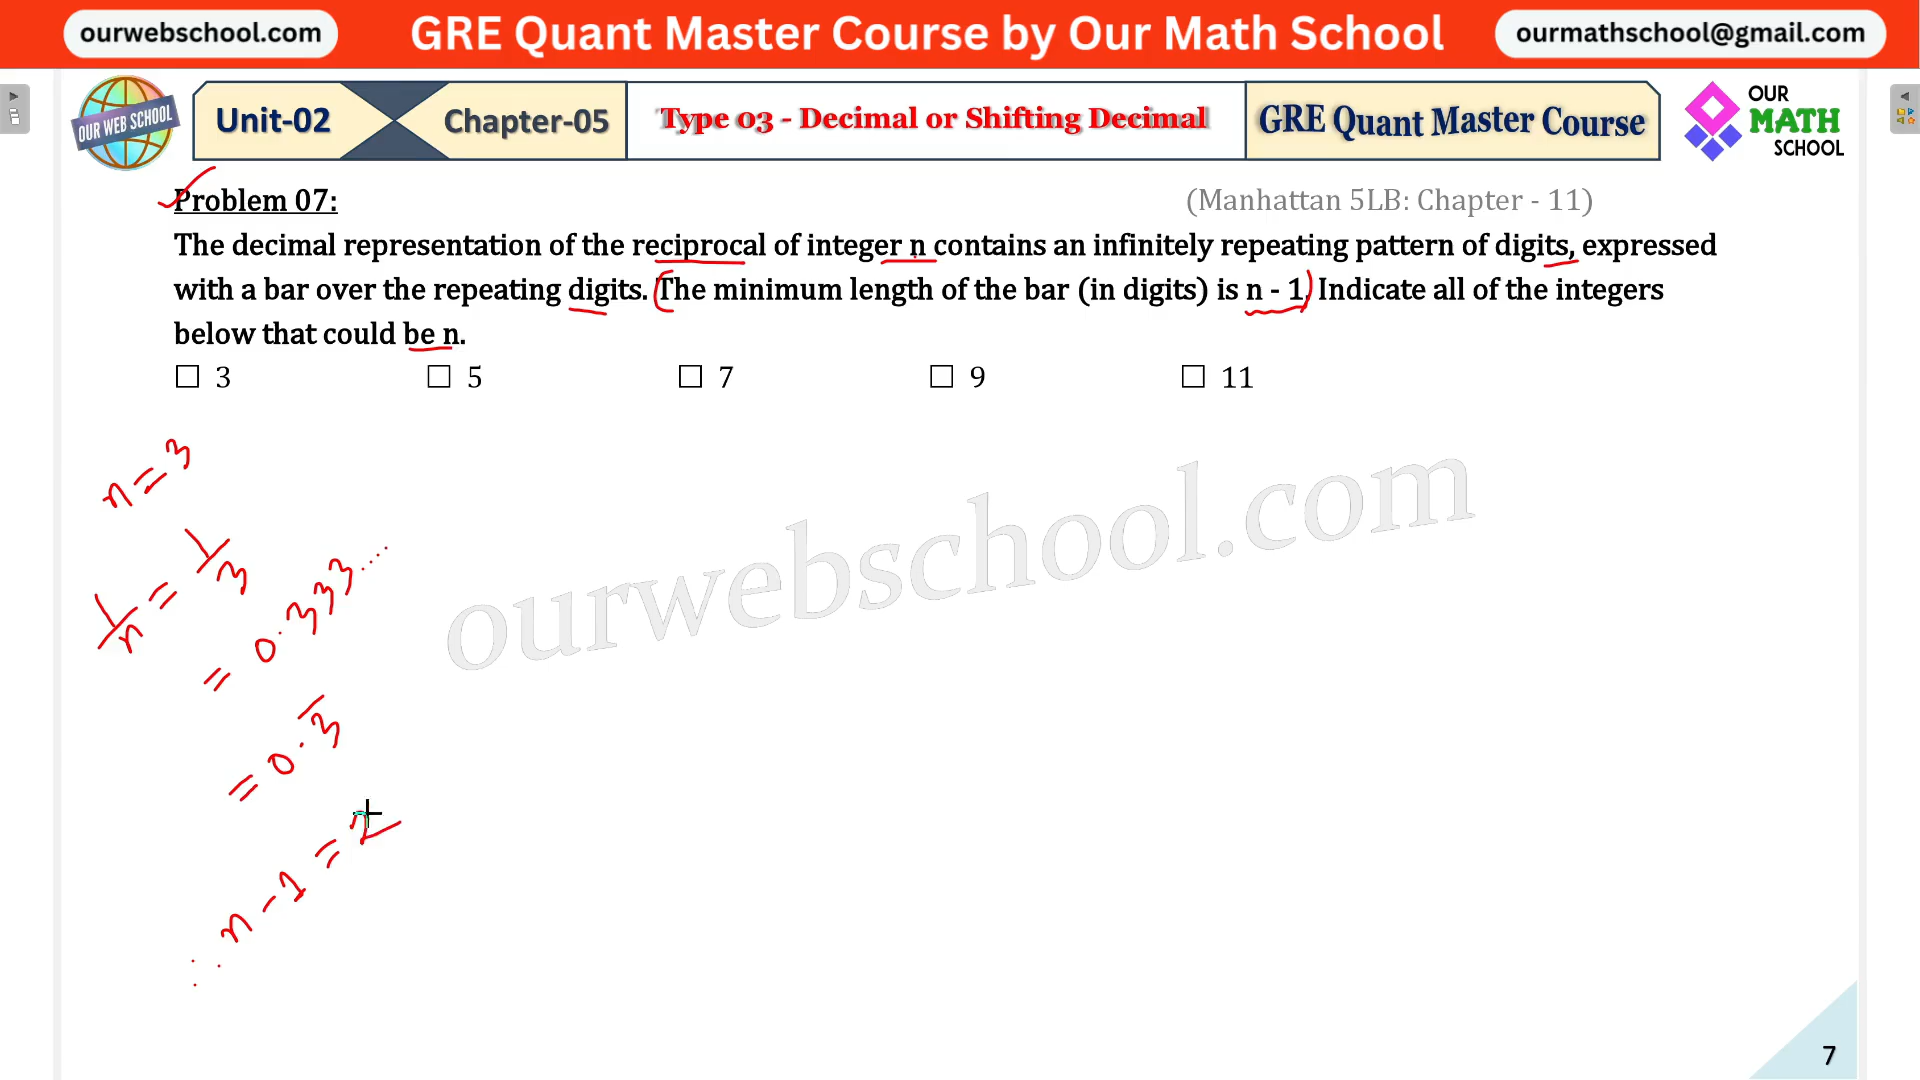 ourwebschool.com
GRE Quant Master Course by Our Math School
ourmathschool@gmail.com
OUR WEB SCHOOL
Unit-02
Chapter-05
Type 03 - Decimal or Shifting Decimal
GRE Quant Master Course
OUR
MATH
SCHOOL
Problem 07:
(Manhattan 5LB: Chapter - 11)
The decimal representation of the reciprocal of integer n contains an infinitely repeating pattern of digits, expressed
with a bar over the repeating digits. The minimum length of the bar (in digits) is n - 1. Indicate all of the integers
below that could be n.
☐ 3 ☐ 5 ☐ 7 ☐ 9 ☐ 11
n = 3
1/n = 1/3
= 0.333....
= 0.3̅
∴ n - 1 = 2
ourwebschool.com
7